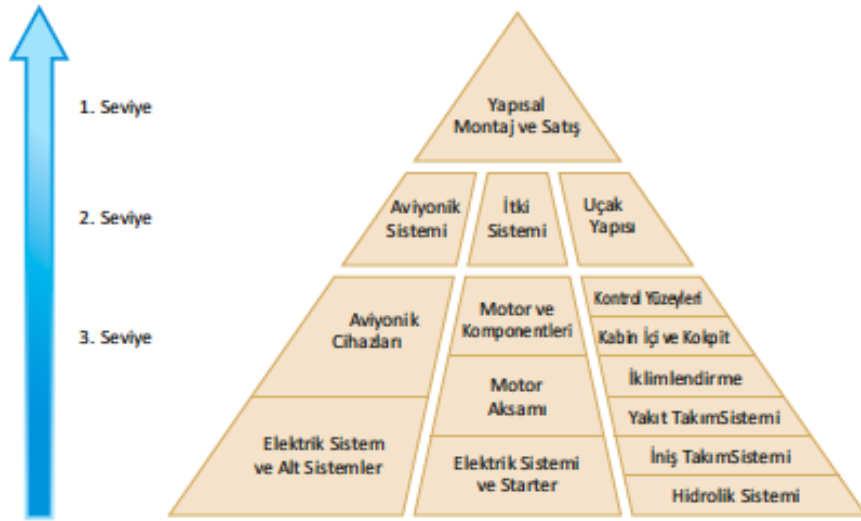 1. Seviye
Yapısal
Montaj ve Satış
2. Seviye
Aviyonik
Sistemi
İtki
Sistemi
Uçak
Yapısı
3. Seviye
Aviyonik
Cihazları
Elektrik Sistem
ve Alt Sistemler
Motor ve
Komponentleri
Motor
Aksamı
Elektrik Sistemi
ve Starter
Kontrol Yüzeyleri
Kabin İçi ve Kokpit
İklimlendirme
Yakıt TakımSistemi
İniş TakımSistemi
Hidrolik Sistemi